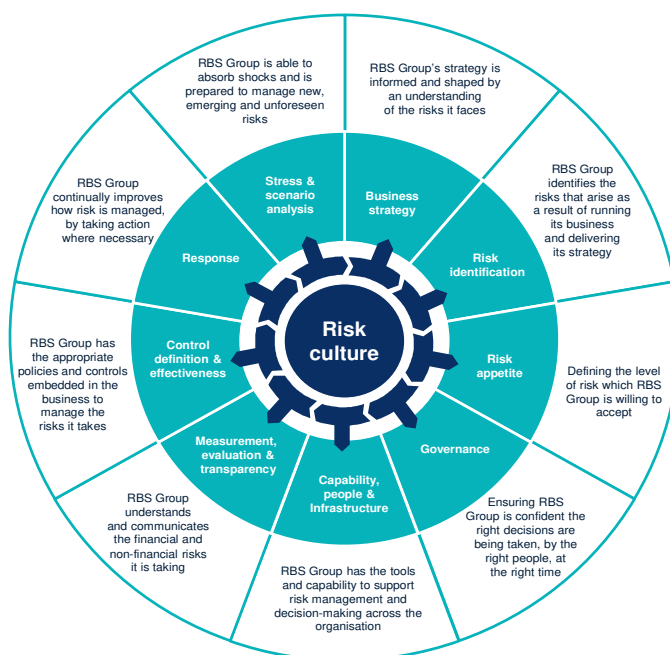 RBS Group is able to
absorb shocks and is
prepared to manage new,
emerging and unforeseen
risks
RBS Group's strategy is
informed and shaped by
an understanding
of the risks it faces
RBS Group
identifies the
risks that arise as
a result of running
its business
and delivering
its strategy
Defining the level
of risk which RBS
Group is willing to
accept
Ensuring RBS
Group is confident the
right decisions are
being taken, by the
right people, at
the right time
RBS Group has the tools
and capability to support
risk management and
decision-making across the
organisation
RBS Group
understands
and communicates
the financial and
non-financial risks
it is taking
RBS Group has
the appropriate
policies and controls
embedded in the
business to
manage the
risks it takes
RBS Group
continually improves
how risk is managed,
by taking action
where necessary
Stress &
scenario
analysis
Business
strategy
Risk
identification
Risk
appetite
Governance
Capability,
people &
Infrastructure
Measurement,
evaluation &
transparency
Control
definition &
effectiveness
Response
Risk
culture